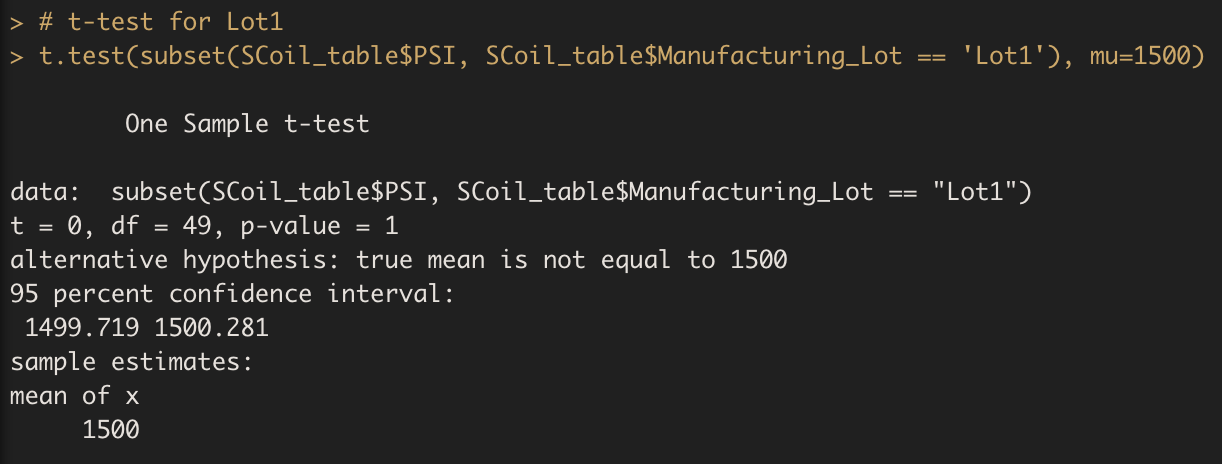 > # t-test for Lot1
> t.test(subset(SCoil_table$PSI, SCoil_table$Manufacturing_Lot == 'Lot1'), mu=1500)
One Sample t-test
data:  subset(SCoil_table$PSI, SCoil_table$Manufacturing_Lot == "Lot1")
t = 0, df = 49, p-value = 1
alternative hypothesis: true mean is not equal to 1500
95 percent confidence interval:
1499.719 1500.281
sample estimates:
mean of x
1500